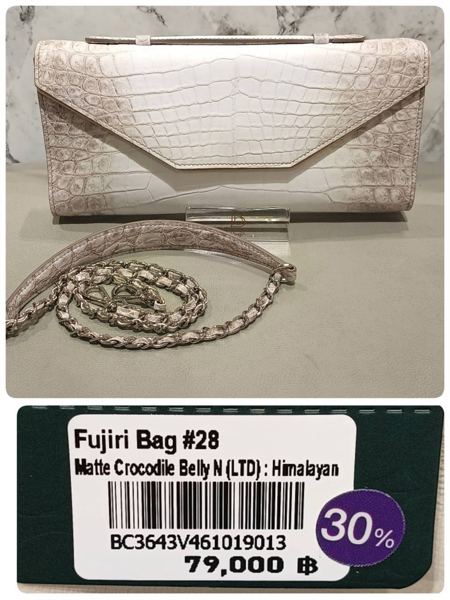 Fujiri Bag #28
Matte Crocodile Belly N (LTD) : Himalayan
BC3643V461019013
79,000 ฿
30%